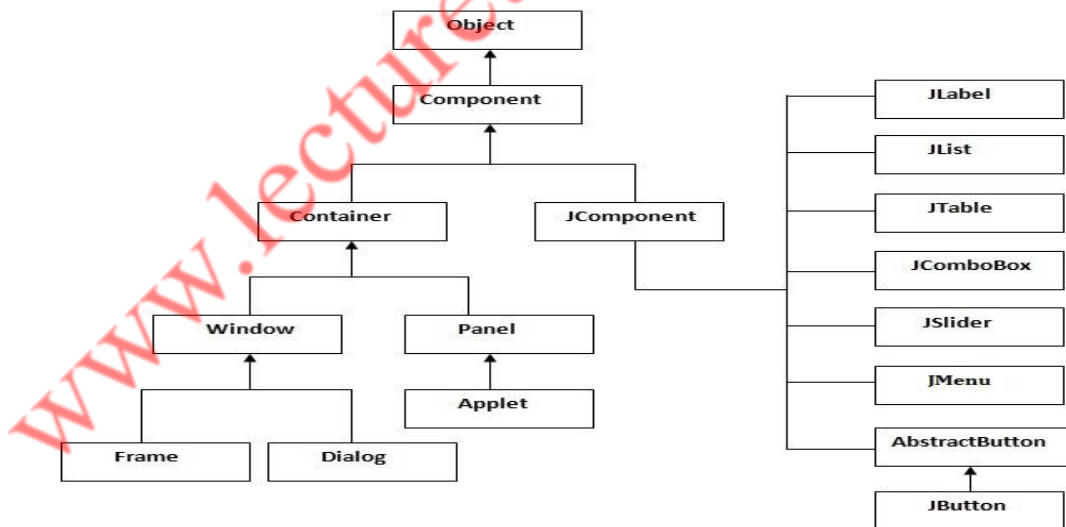 Object
Component
Container
JComponent
Window
Panel
Applet
Frame
Dialog
JLabel
JList
JTable
JComboBox
JSlider
JMenu
AbstractButton
JButton
www.lecture